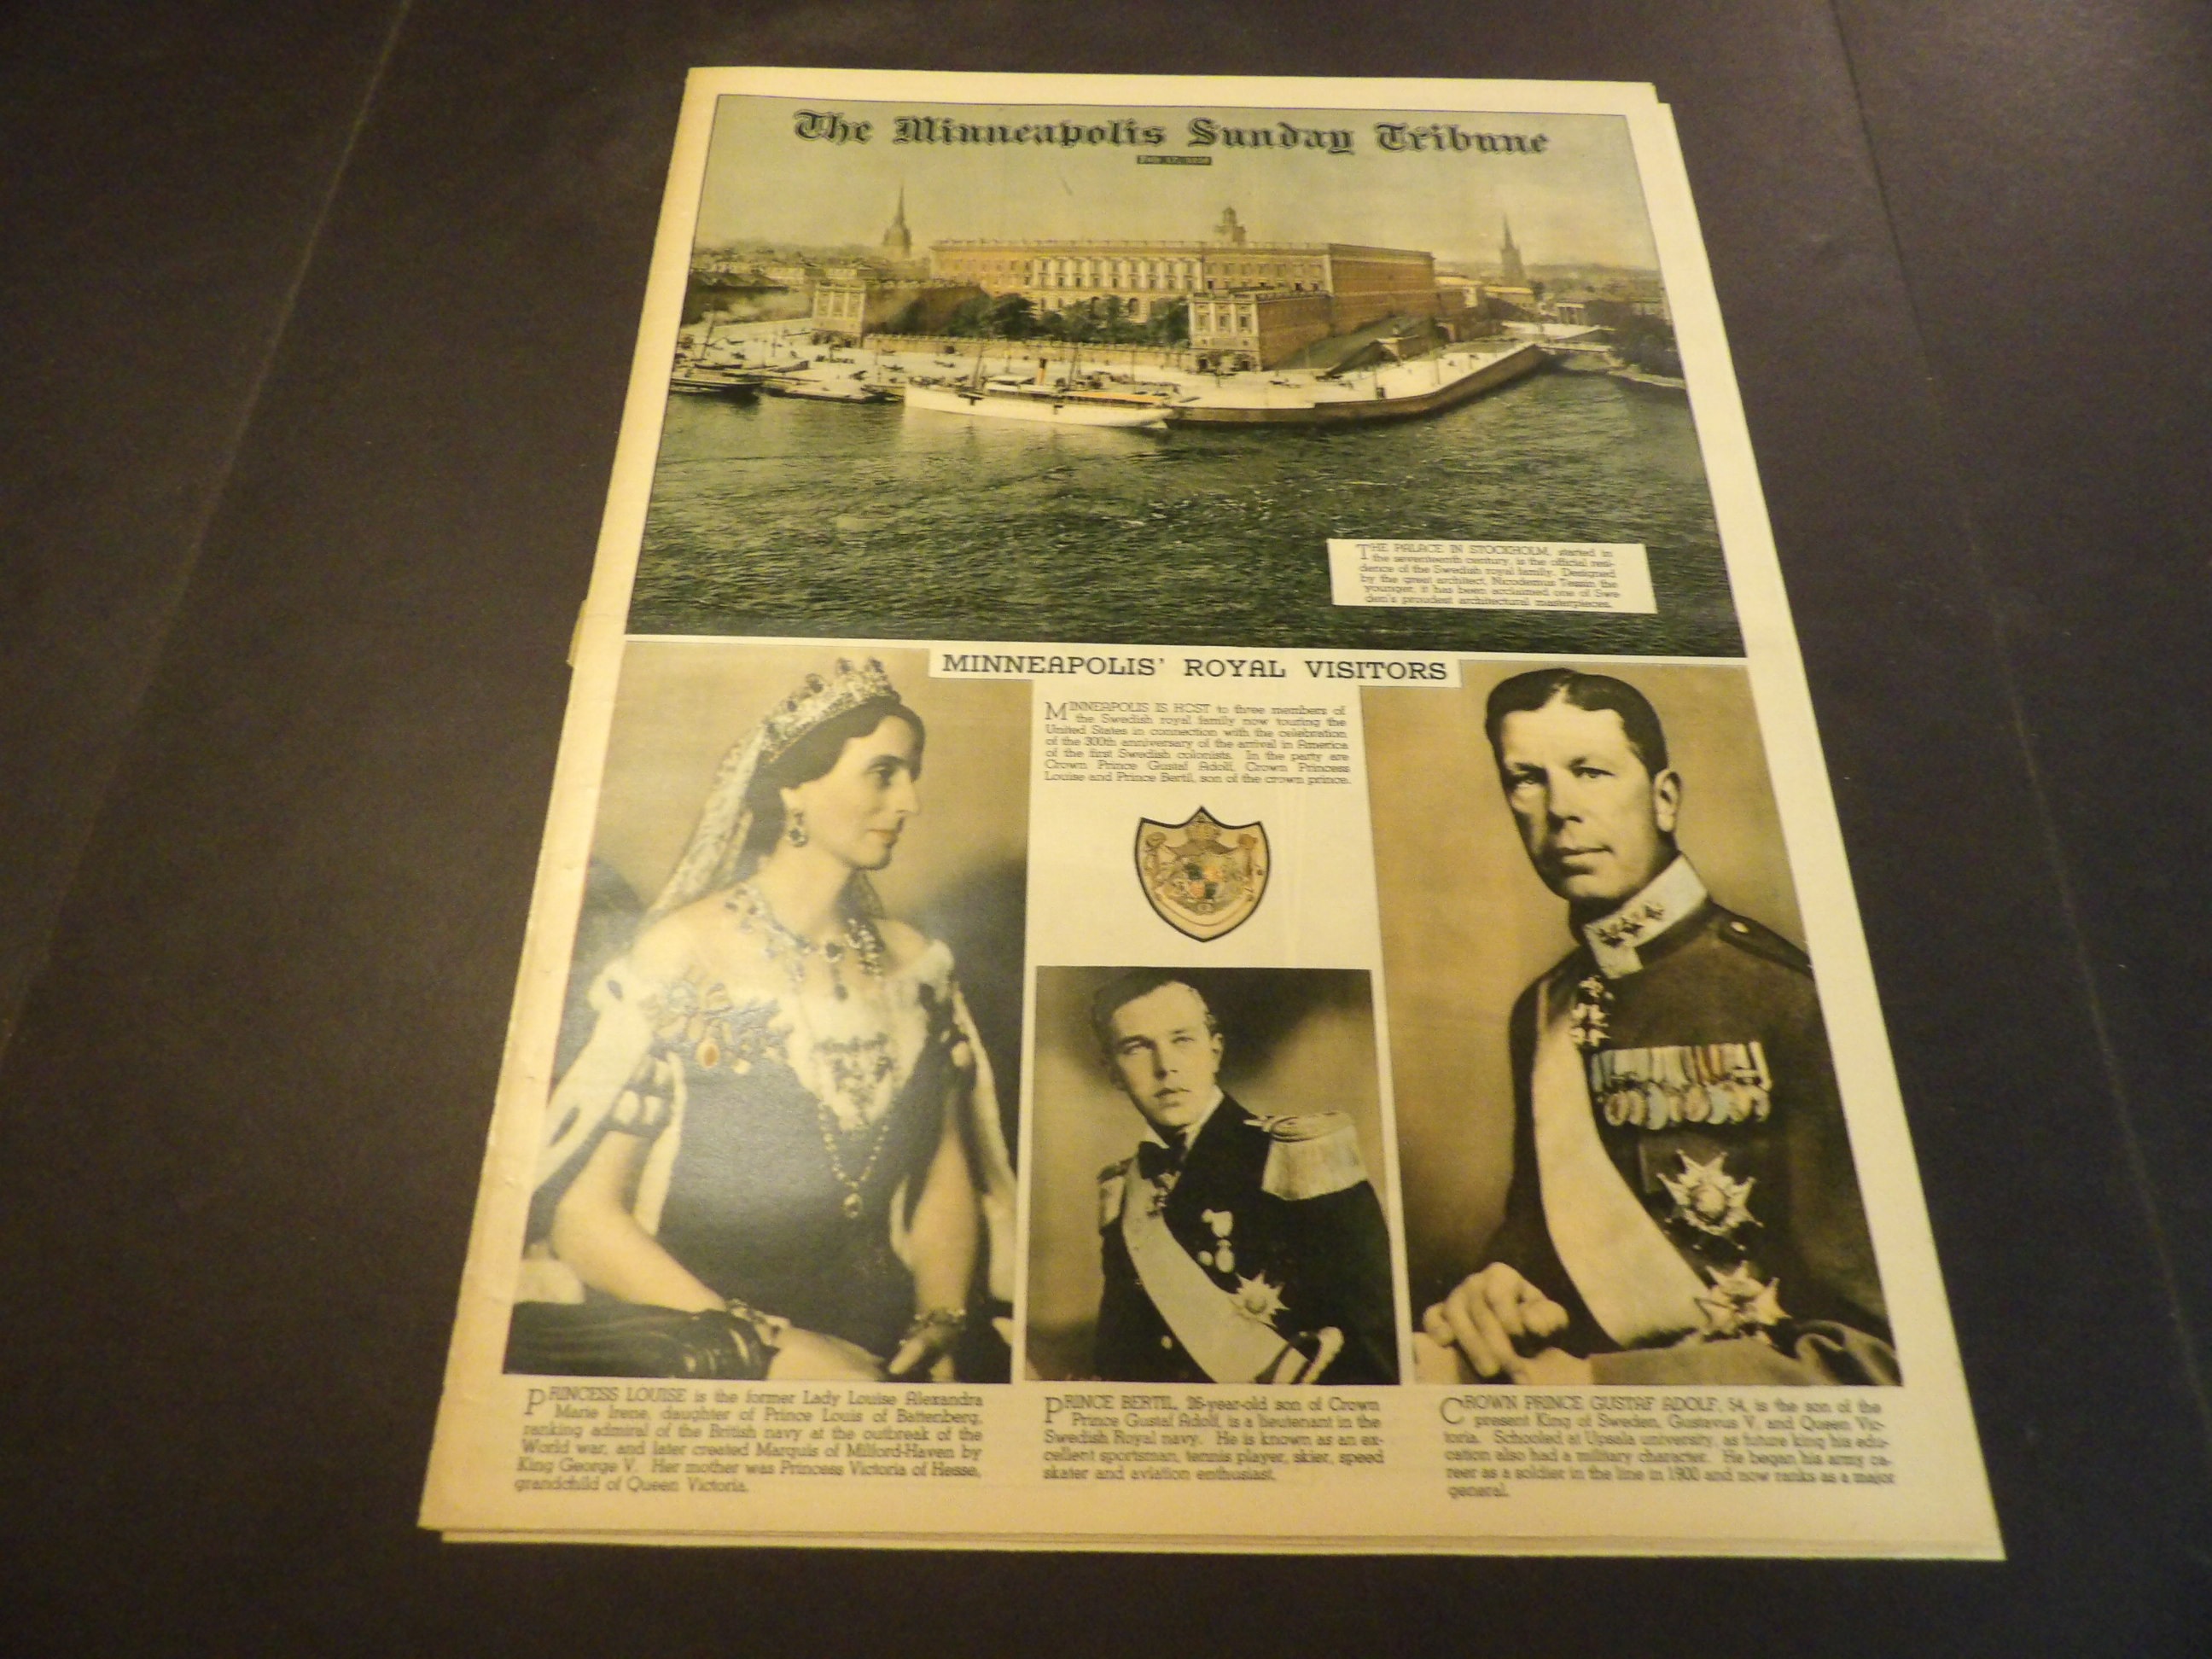 The Minneapolis Sunday Tribune
July 17, 1938
THE PALACE IN STOCKHOLM, started in
the seventeenth century, is the official resi-
dence of the Swedish royal family. Designed
by the great architect, Nicodemus Tessin the
younger, it has been acclaimed one of Swe
den's proudest architectural masterpieces.
MINNEAPOLIS' ROYAL VISITORS
MINNEAPOLIS IS HOST to three members of
the Swedish royal family now touring the
United States in connection with the celebration
of the 300th anniversary of the arrival in America
of the first Swedish colonists. In the party are
Crown Prince Gustaf Adolf, Crown Princess
Louise and Prince Bertil, son of the crown prince.
PRINCESS LOUISE is the former Lady Louise Alexandra
Marie Irene, daughter of Prince Louis of Battenberg,
ranking admiral of the British navy at the outbreak of the
World war, and later created Marquis of Milford-Haven by
King George V. Her mother was Princess Victoria of Hesse,
grandchild of Queen Victoria.
PRINCE BERTIL, 26-year-old son of Crown
Prince Gustaf Adolf, is a lieutenant in the
Swedish Royal navy. He is known as an ex-
cellent sportsman, tennis player, skier, speed
skater and aviation enthusiast.
CROWN PRINCE GUSTAF ADOLF, 54, is the son of the
present King of Sweden, Gustavus V, and Queen Vic-
toria. Schooled at Upsala university, as future king his edu-
cation also had a military character. He began his army ca-
reer as a soldier in the line in 1900 and now ranks as a major
general.